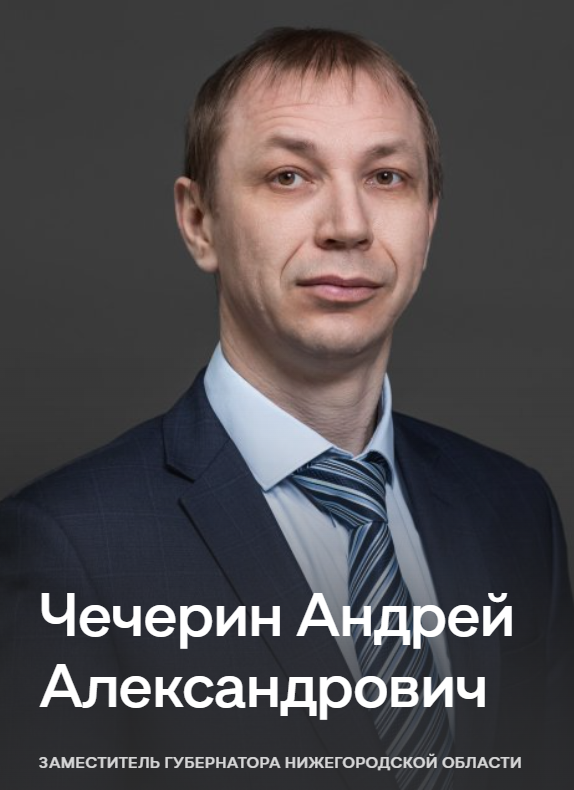 Чечерин Андрей
Александрович
ЗАМЕСТИТЕЛЬ ГУБЕРНАТОРА НИЖЕГОРОДСКОЙ ОБЛАСТИ